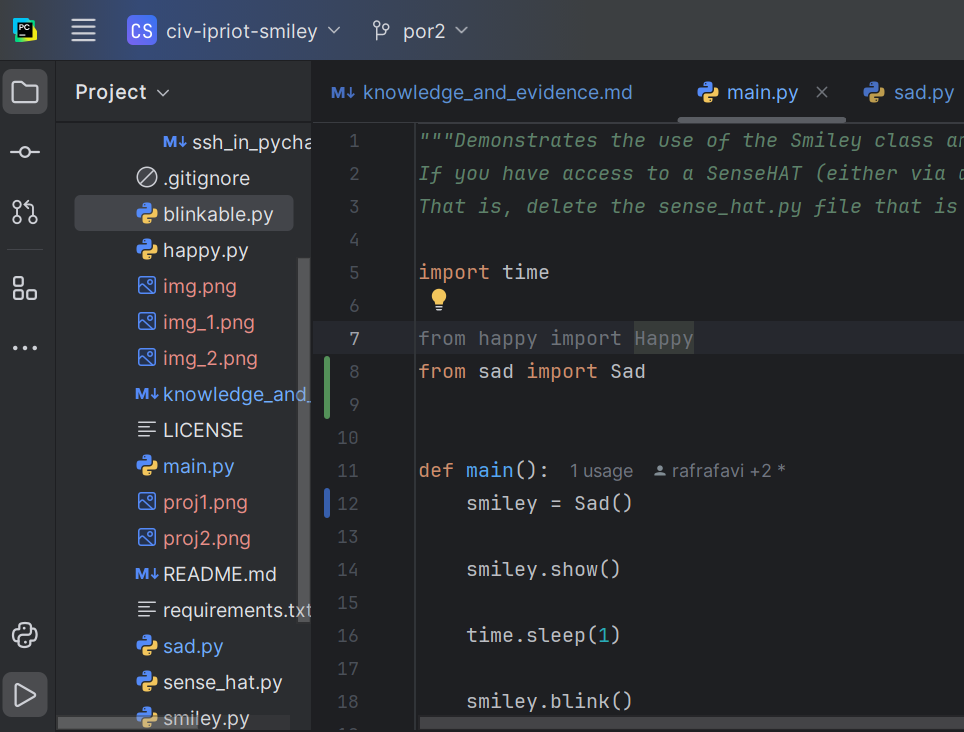 PC
CS civ-ipriot-smiley por2
Project
M↓ knowledge_and_evidence.md
main.py
sad.py
M↓ ssh_in_pycha
.gitignore
blinkable.py
happy.py
img.png
img_1.png
img_2.png
M↓ knowledge_and_
LICENSE
main.py
proj1.png
proj2.png
M↓ README.md
requirements.txt
sad.py
sense_hat.py
smiley.py
1 """Demonstrates the use of the Smiley class an
2 If you have access to a SenseHAT (either via a
3 That is, delete the sense_hat.py file that is
4
5 import time
6
7 from happy import Happy
8 from sad import Sad
9
10
11 def main(): 1 usage rafrafavi +2 *
12 smiley = Sad()
13
14 smiley.show()
15
16 time.sleep(1)
17
18 smiley.blink()